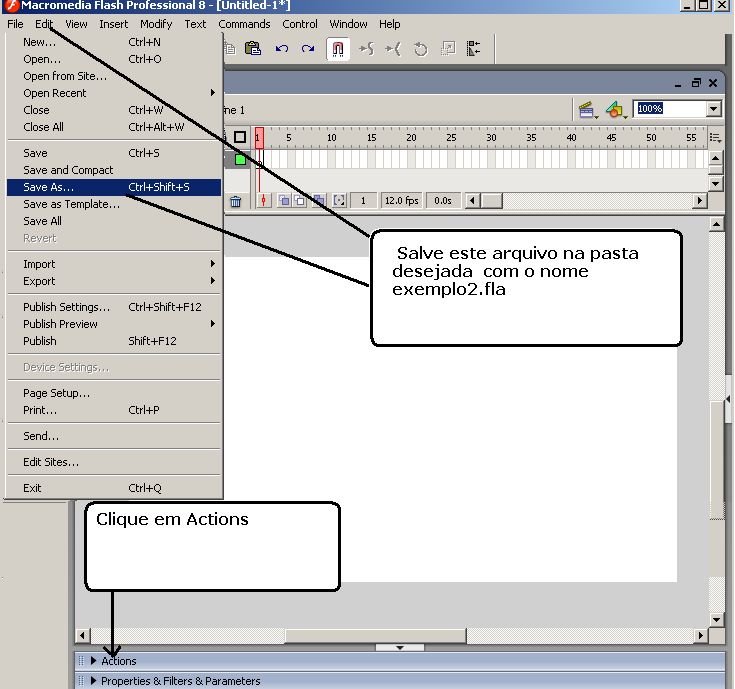 Macromedia Flash Professional 8 - [Untitled-1*]
File Edit View Insert Modify Text Commands Control Window Help
New... Ctrl+N
Open... Ctrl+O
Open from Site...
Open Recent
Close Ctrl+W
Close All Ctrl+Alt+W
Save Ctrl+S
Save and Compact
Save As... Ctrl+Shift+S
Save as Template...
Save All
Revert
Import
Export
Publish Settings... Ctrl+Shift+F12
Publish Preview
Publish Shift+F12
Device Settings...
Page Setup...
Print... Ctrl+P
Send...
Edit Sites...
Exit Ctrl+Q
1
100%
1 5 10 15 20 25 30 35 40 45 50 55
1 12.0 fps 0.0s
Salve este arquivo na pasta
desejada com o nome
exemplo2.fla
Clique em Actions
Actions
Properties & Filters & Parameters